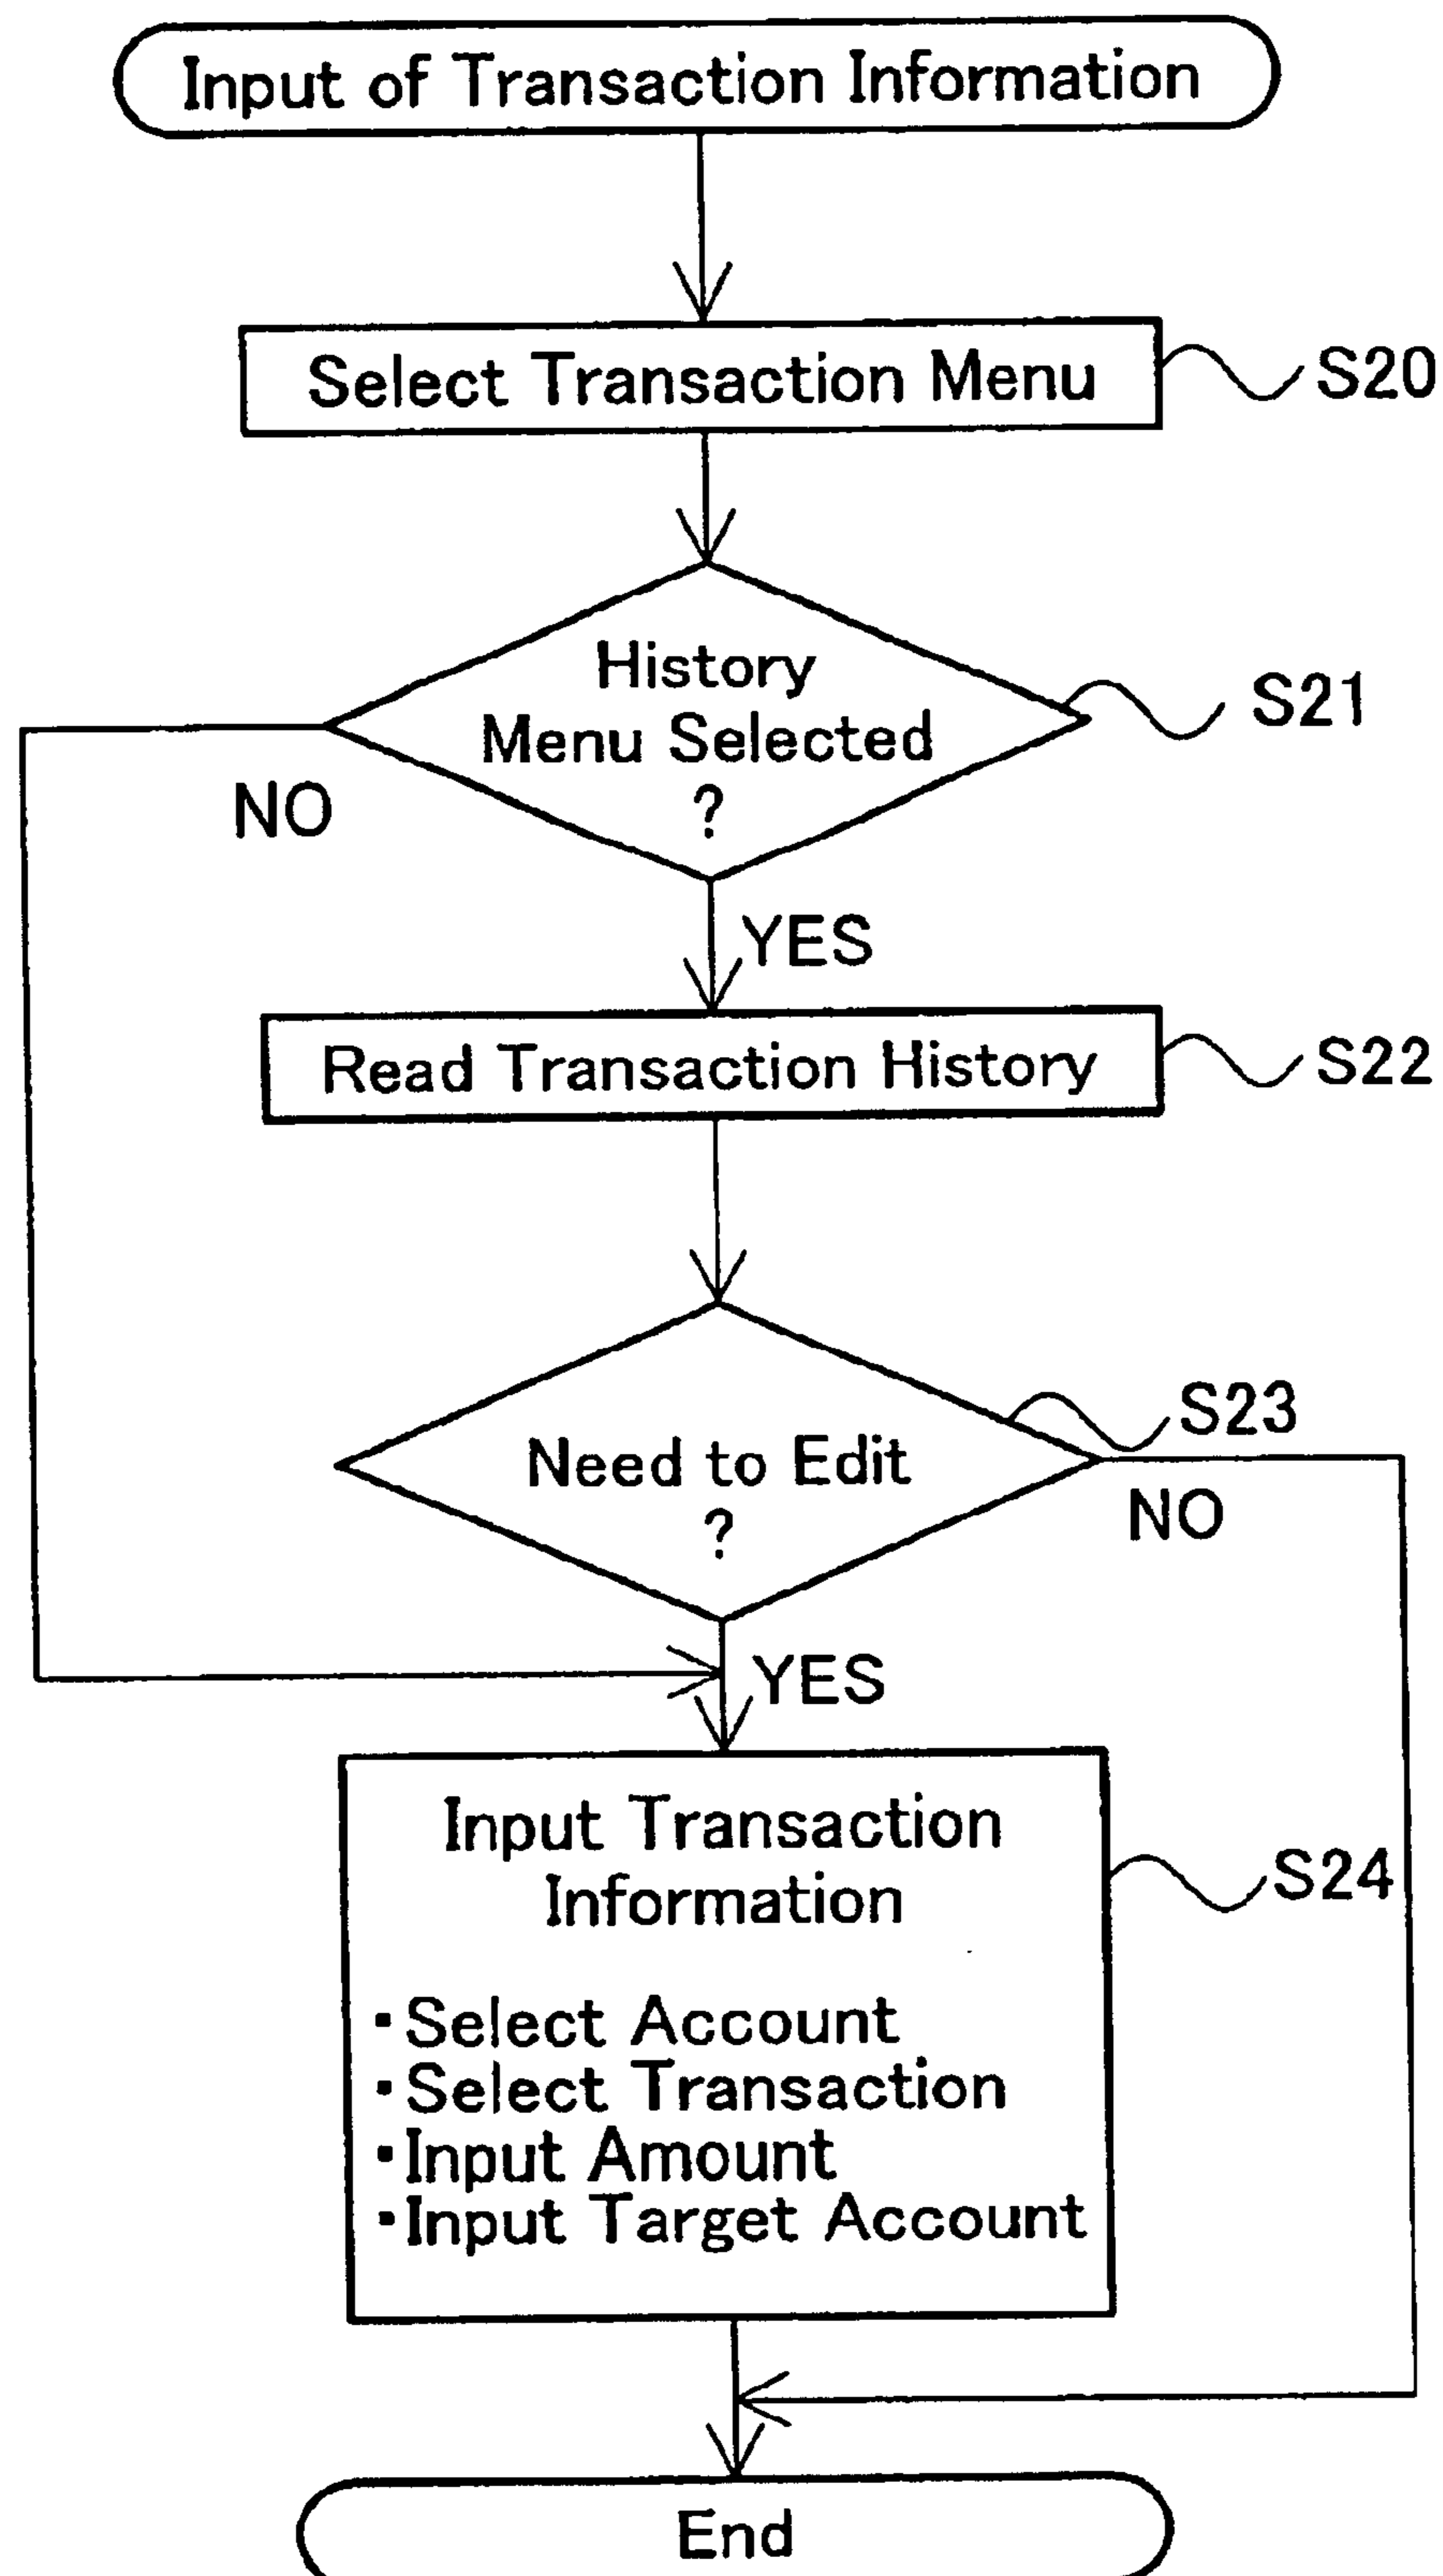 Input of Transaction Information
Select Transaction Menu
S20
History
Menu Selected
?
S21
NO
YES
Read Transaction History
S22
S23
Need to Edit
?
NO
YES
Input Transaction
Information
S24
・Select Account
・Select Transaction
・Input Amount
・Input Target Account
End